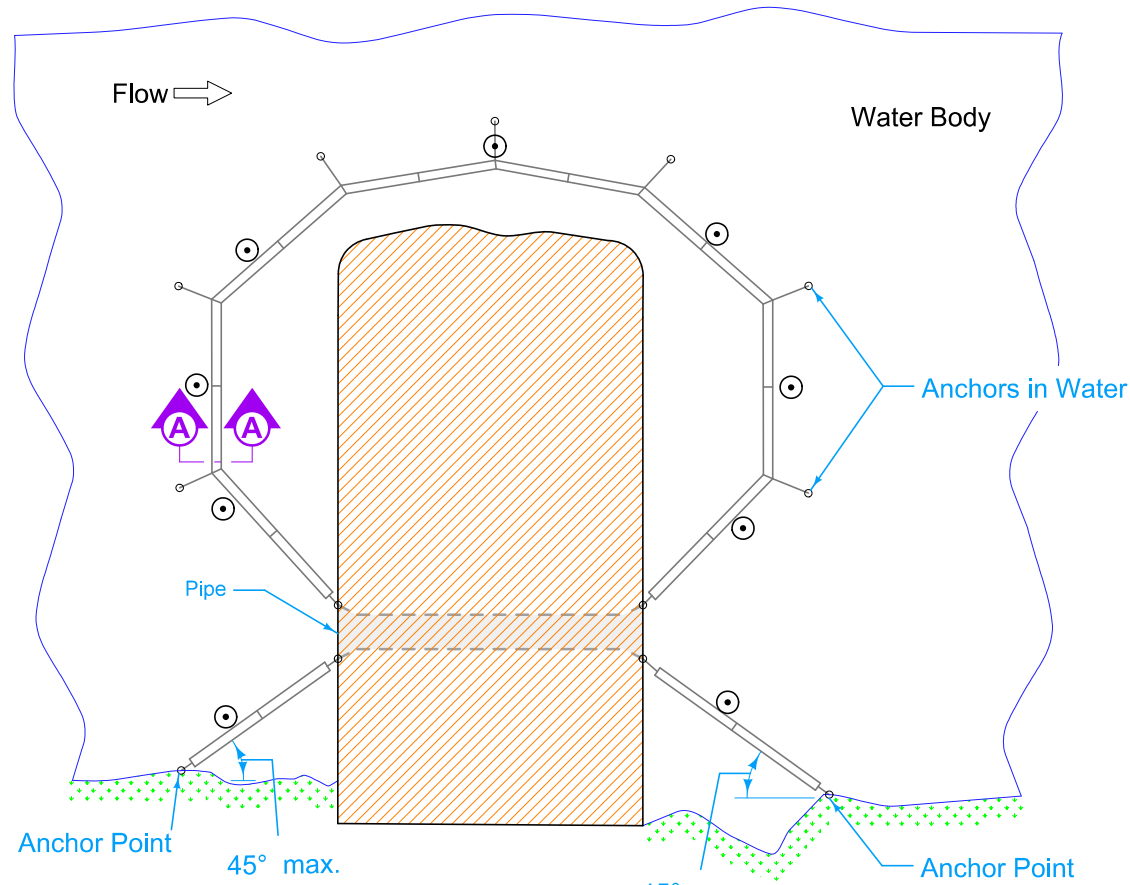 Flow
Water Body
Anchors in Water
A A
Pipe
Anchor Point
45° max.
Anchor Point